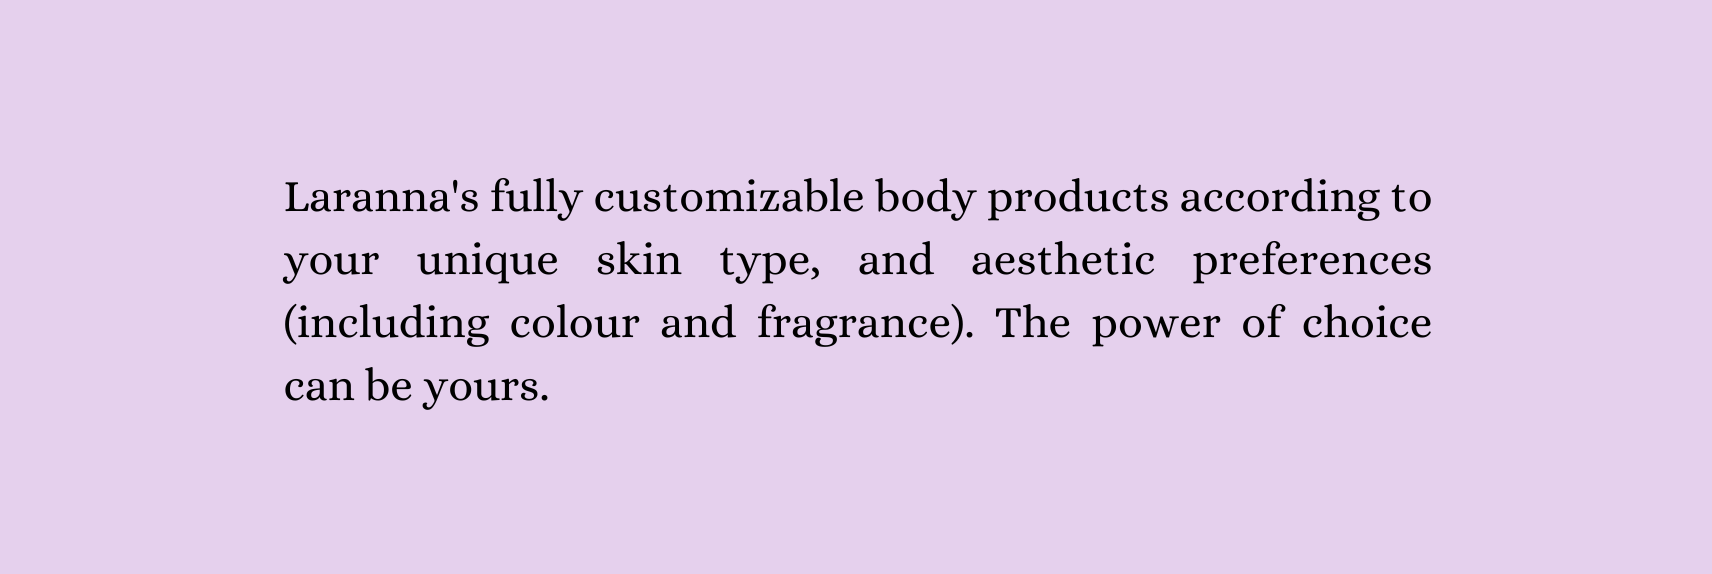 Laranna's fully customizable body products according to
your unique skin type, and aesthetic preferences
(including colour and fragrance). The power of choice
can be yours.